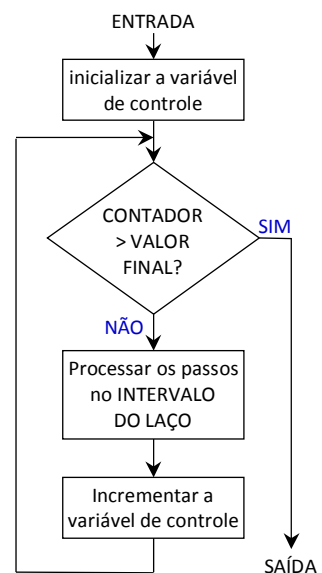 ENTRADA
inicializar a variável
de controle
CONTADOR
> VALOR
FINAL?
SIM
NÃO
Processar os passos
no INTERVALO
DO LAÇO
Incrementar a
variável de controle
SAÍDA